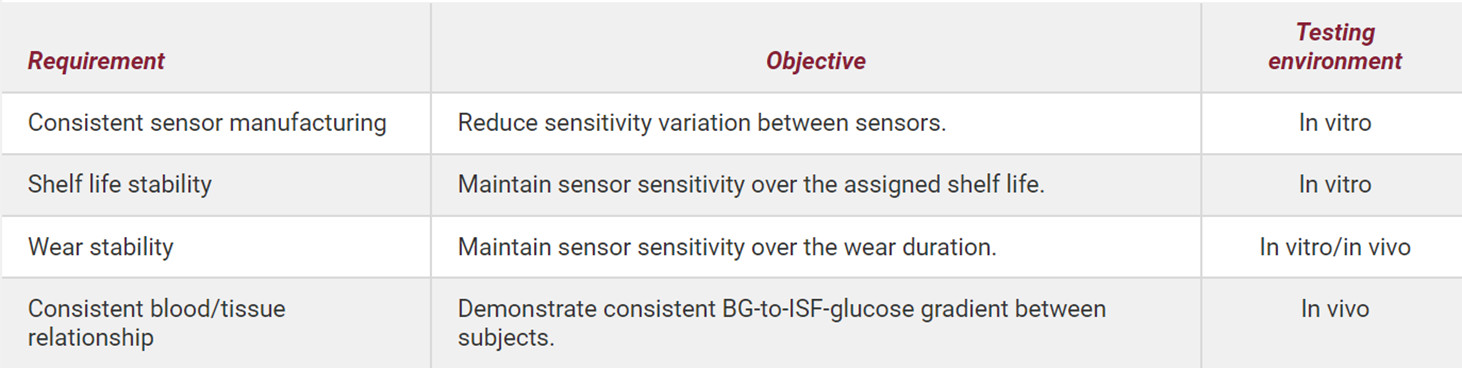 Requirement Objective Testing
environment
Consistent sensor manufacturing Reduce sensitivity variation between sensors. In vitro
Shelf life stability Maintain sensor sensitivity over the assigned shelf life. In vitro
Wear stability Maintain sensor sensitivity over the wear duration. In vitro/in vivo
Consistent blood/tissue Demonstrate consistent BG-to-ISF-glucose gradient between In vivo
relationship subjects.